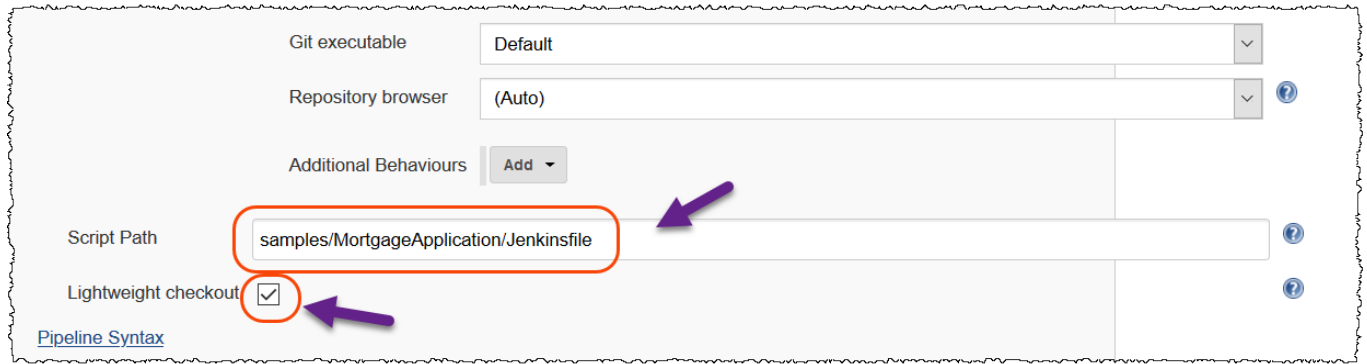 Git executable Default
Repository browser (Auto)
Additional Behaviours Add
Script Path samples/MortgageApplication/Jenkinsfile
Lightweight checkout
Pipeline Syntax